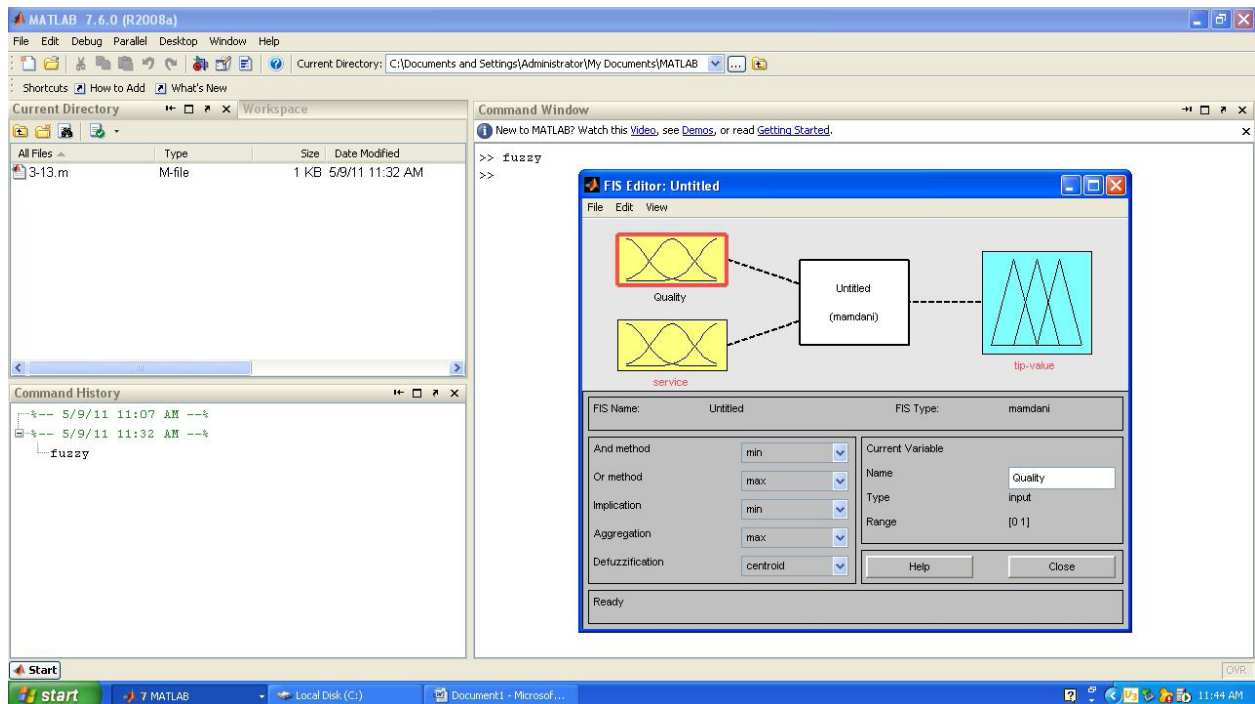 MATLAB 7.6.0 (R2008a)
File Edit Debug Parallel Desktop Window Help
Current Directory: C:\Documents and Settings\Administrator\My Documents\MATLAB
Shortcuts How to Add What's New
Current Directory Workspace
All Files Type Size Date Modified
3-13.m M-file 1 KB 5/9/11 11:32 AM
Command History
%-- 5/9/11 11:07 AM --%
%-- 5/9/11 11:32 AM --%
fuzzy
Command Window
New to MATLAB? Watch this Video, see Demos, or read Getting Started.
>> fuzzy
>>
FIS Editor: Untitled
File Edit View
Quality
service
Untitled
(mamdani)
tip-value
FIS Name: Untitled FIS Type: mamdani
And method min
Or method max
Implication min
Aggregation max
Defuzzification centroid
Current Variable
Name Quality
Type input
Range [0 1]
Help Close
Ready
Start OVR
start 7 MATLAB Local Disk (C:) Document1 - Microsof... 11:44 AM